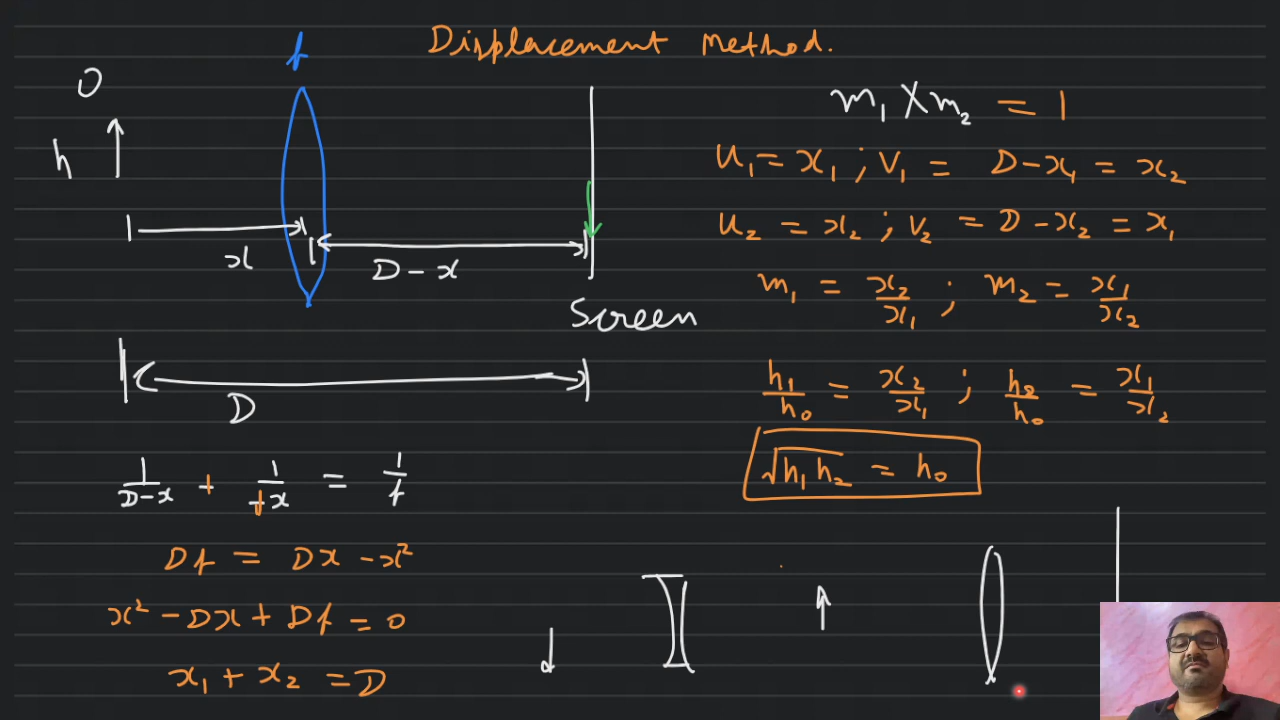 Displacement Method.
f
O
h
x
D - x
Screen
D
1/(D-x) + 1/(+x) = 1/f
Df = Dx - x²
x² - Dx + Df = 0
x₁ + x₂ = D
m₁ X m₂ = 1
u₁ = x₁ ; v₁ = D - x₁ = x₂
u₂ = x₂ ; v₂ = D - x₂ = x₁
m₁ = x₂/x₁ ; m₂ = x₁/x₂
h₁/h₀ = x₂/x₁ ; h₂/h₀ = x₁/x₂
√(h₁ h₂) = h₀